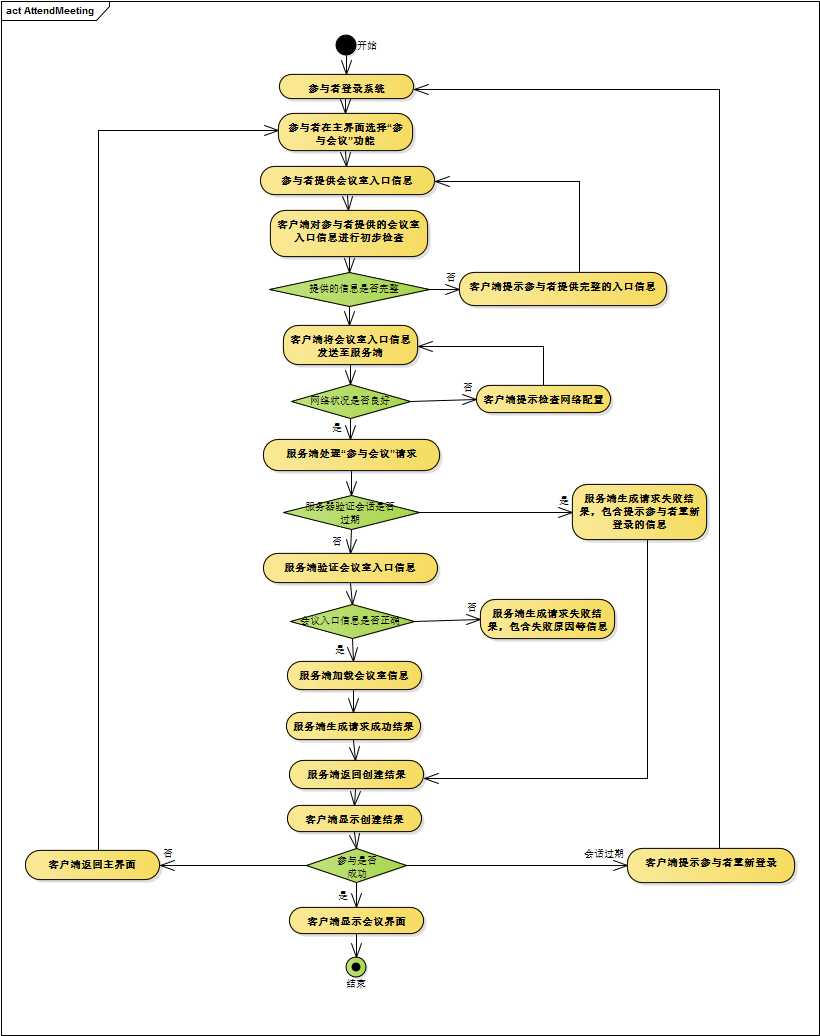 act AttendMeeting
开始
参与者登录系统
参与者在主界面选择“参
与会议”功能
参与者提供会议室入口信息
客户端对参与者提供的会议室
入口信息进行初步检查
提供的信息是否完整
否
客户端提示参与者提供完整的入口信息
客户端将会议室入口信息
发送至服务端
网络状况是否良好
否
客户端提示检查网络配置
是
服务端处理“参与会议”请求
服务器验证会话是否
过期
是
服务端生成请求失败结
果，包含提示参与者重新
登录的信息
否
服务端验证会议室入口信息
会议入口信息是否正确
否
服务端生成请求失败结
果，包含失败原因等信息
是
服务端加载会议室信息
服务端生成请求成功结果
服务端返回创建结果
客户端显示创建结果
参与是否
成功
否
客户端返回主界面
会话过期
客户端提示参与者重新登录
是
客户端显示会议界面
结束